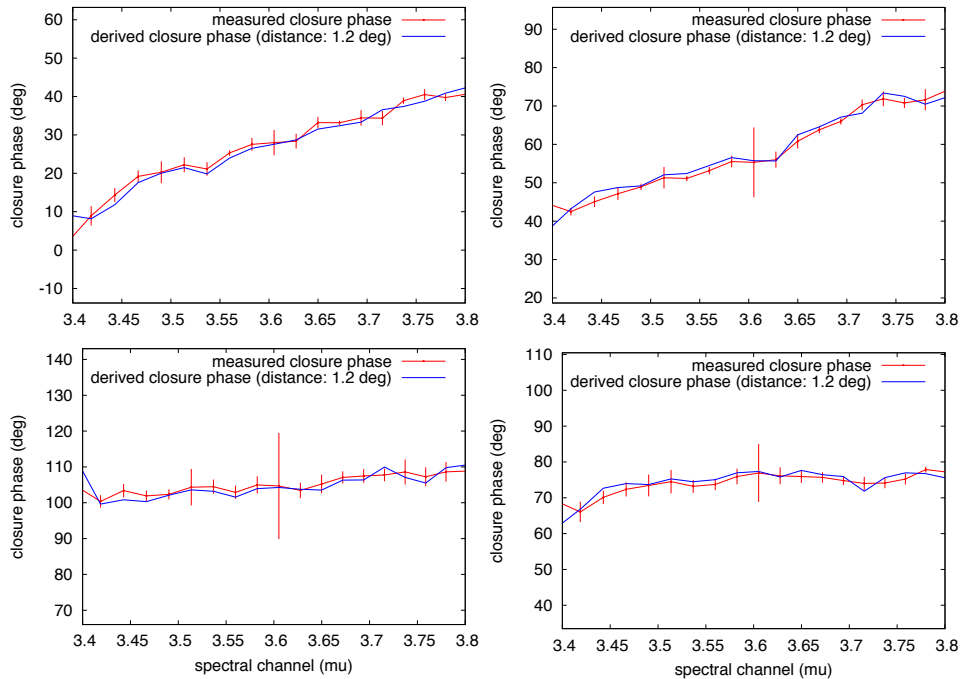 measured closure phase
derived closure phase (distance: 1.2 deg)
closure phase (deg)
60
50
40
30
20
10
0
-10
3.4 3.45 3.5 3.55 3.6 3.65 3.7 3.75 3.8
measured closure phase
derived closure phase (distance: 1.2 deg)
closure phase (deg)
90
80
70
60
50
40
30
20
3.4 3.45 3.5 3.55 3.6 3.65 3.7 3.75 3.8
measured closure phase
derived closure phase (distance: 1.2 deg)
closure phase (deg)
140
130
120
110
100
90
80
70
3.4 3.45 3.5 3.55 3.6 3.65 3.7 3.75 3.8
spectral channel (mu)
measured closure phase
derived closure phase (distance: 1.2 deg)
closure phase (deg)
110
100
90
80
70
60
50
40
3.4 3.45 3.5 3.55 3.6 3.65 3.7 3.75 3.8
spectral channel (mu)